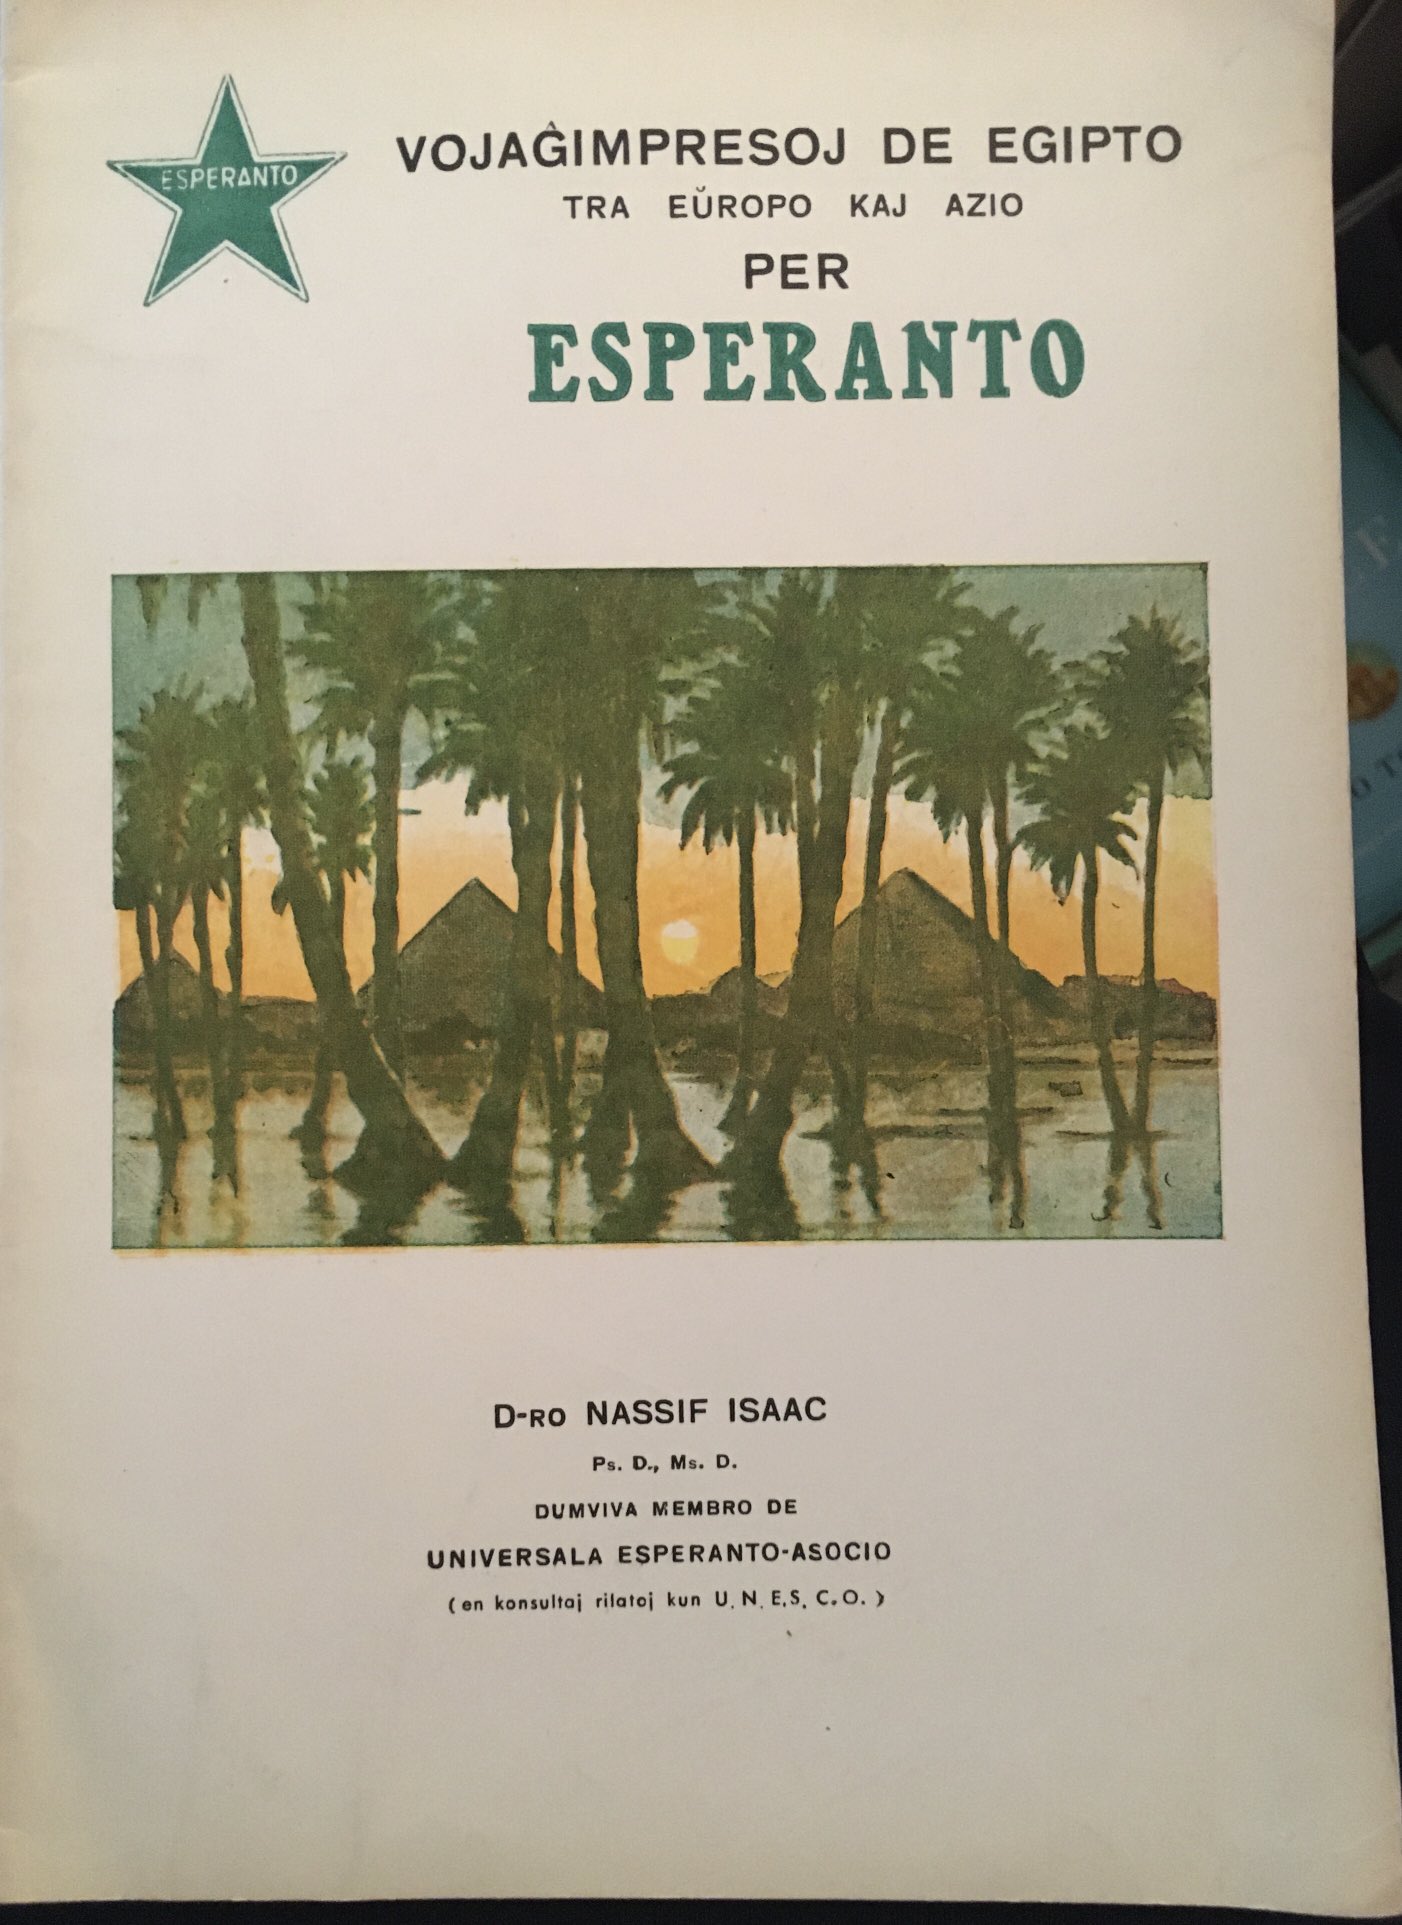 ESPERANTO
VOJAĜIMPRESOJ DE EGIPTO
TRA EŬROPO KAJ AZIO
PER
ESPERANTO
D-RO NASSIF ISAAC
Ps. D., Ms. D.
DUMVIVA MEMBRO DE
UNIVERSALA ESPERANTO-ASOCIO
(en konsultaj rilatoj kun U.N.E.S.C.O.)